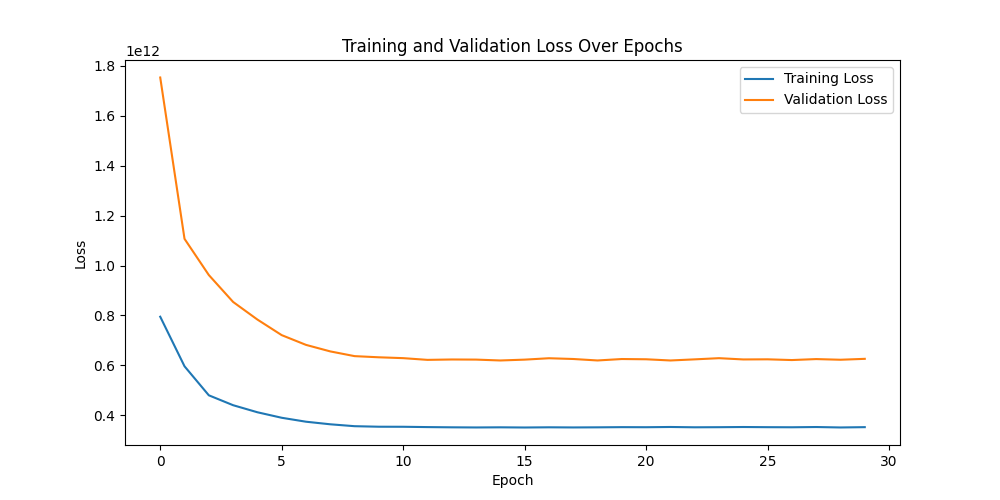 Training and Validation Loss Over Epochs
1e12
Training Loss
Validation Loss
1.8
1.6
1.4
1.2
1.0
0.8
0.6
0.4
Loss
0 5 10 15 20 25 30
Epoch